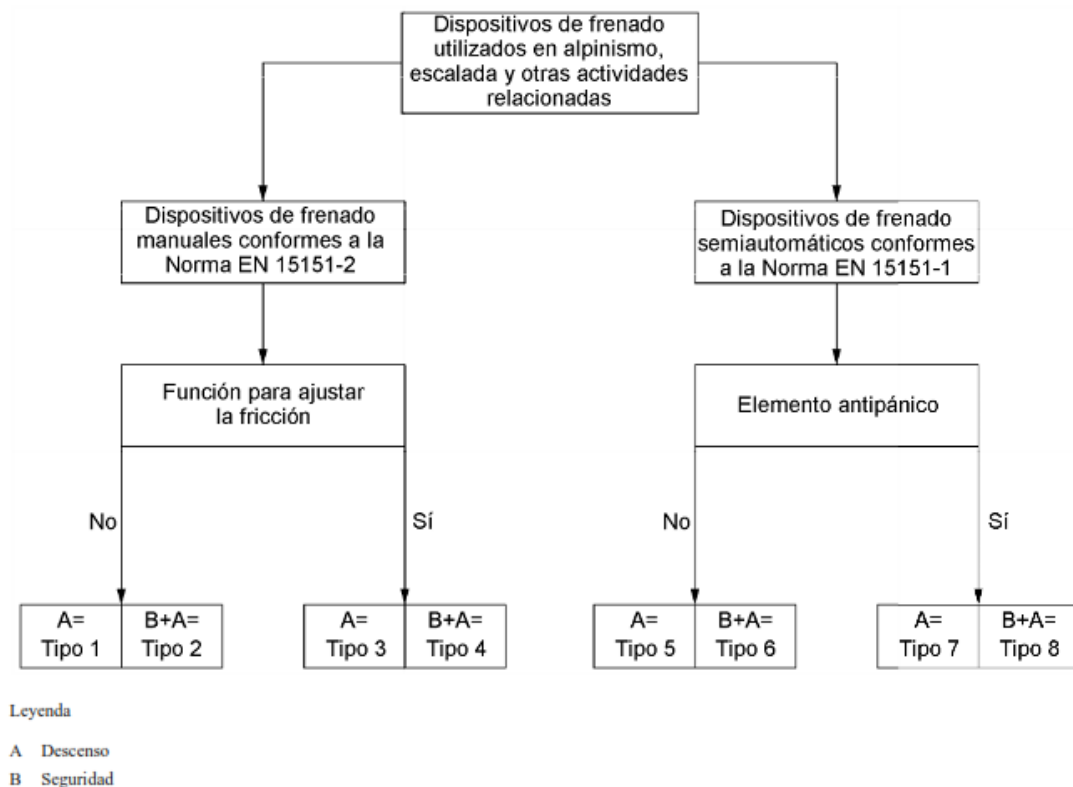 Dispositivos de frenado
utilizados en alpinismo,
escalada y otras actividades
relacionadas
Dispositivos de frenado
manuales conformes a la
Norma EN 15151-2
Dispositivos de frenado
semiautomáticos conformes
a la Norma EN 15151-1
Función para ajustar
la fricción
Elemento antipánico
No
Sí
No
Sí
A=
Tipo 1
B+A=
Tipo 2
A=
Tipo 3
B+A=
Tipo 4
A=
Tipo 5
B+A=
Tipo 6
A=
Tipo 7
B+A=
Tipo 8
Leyenda
A Descenso
B Seguridad